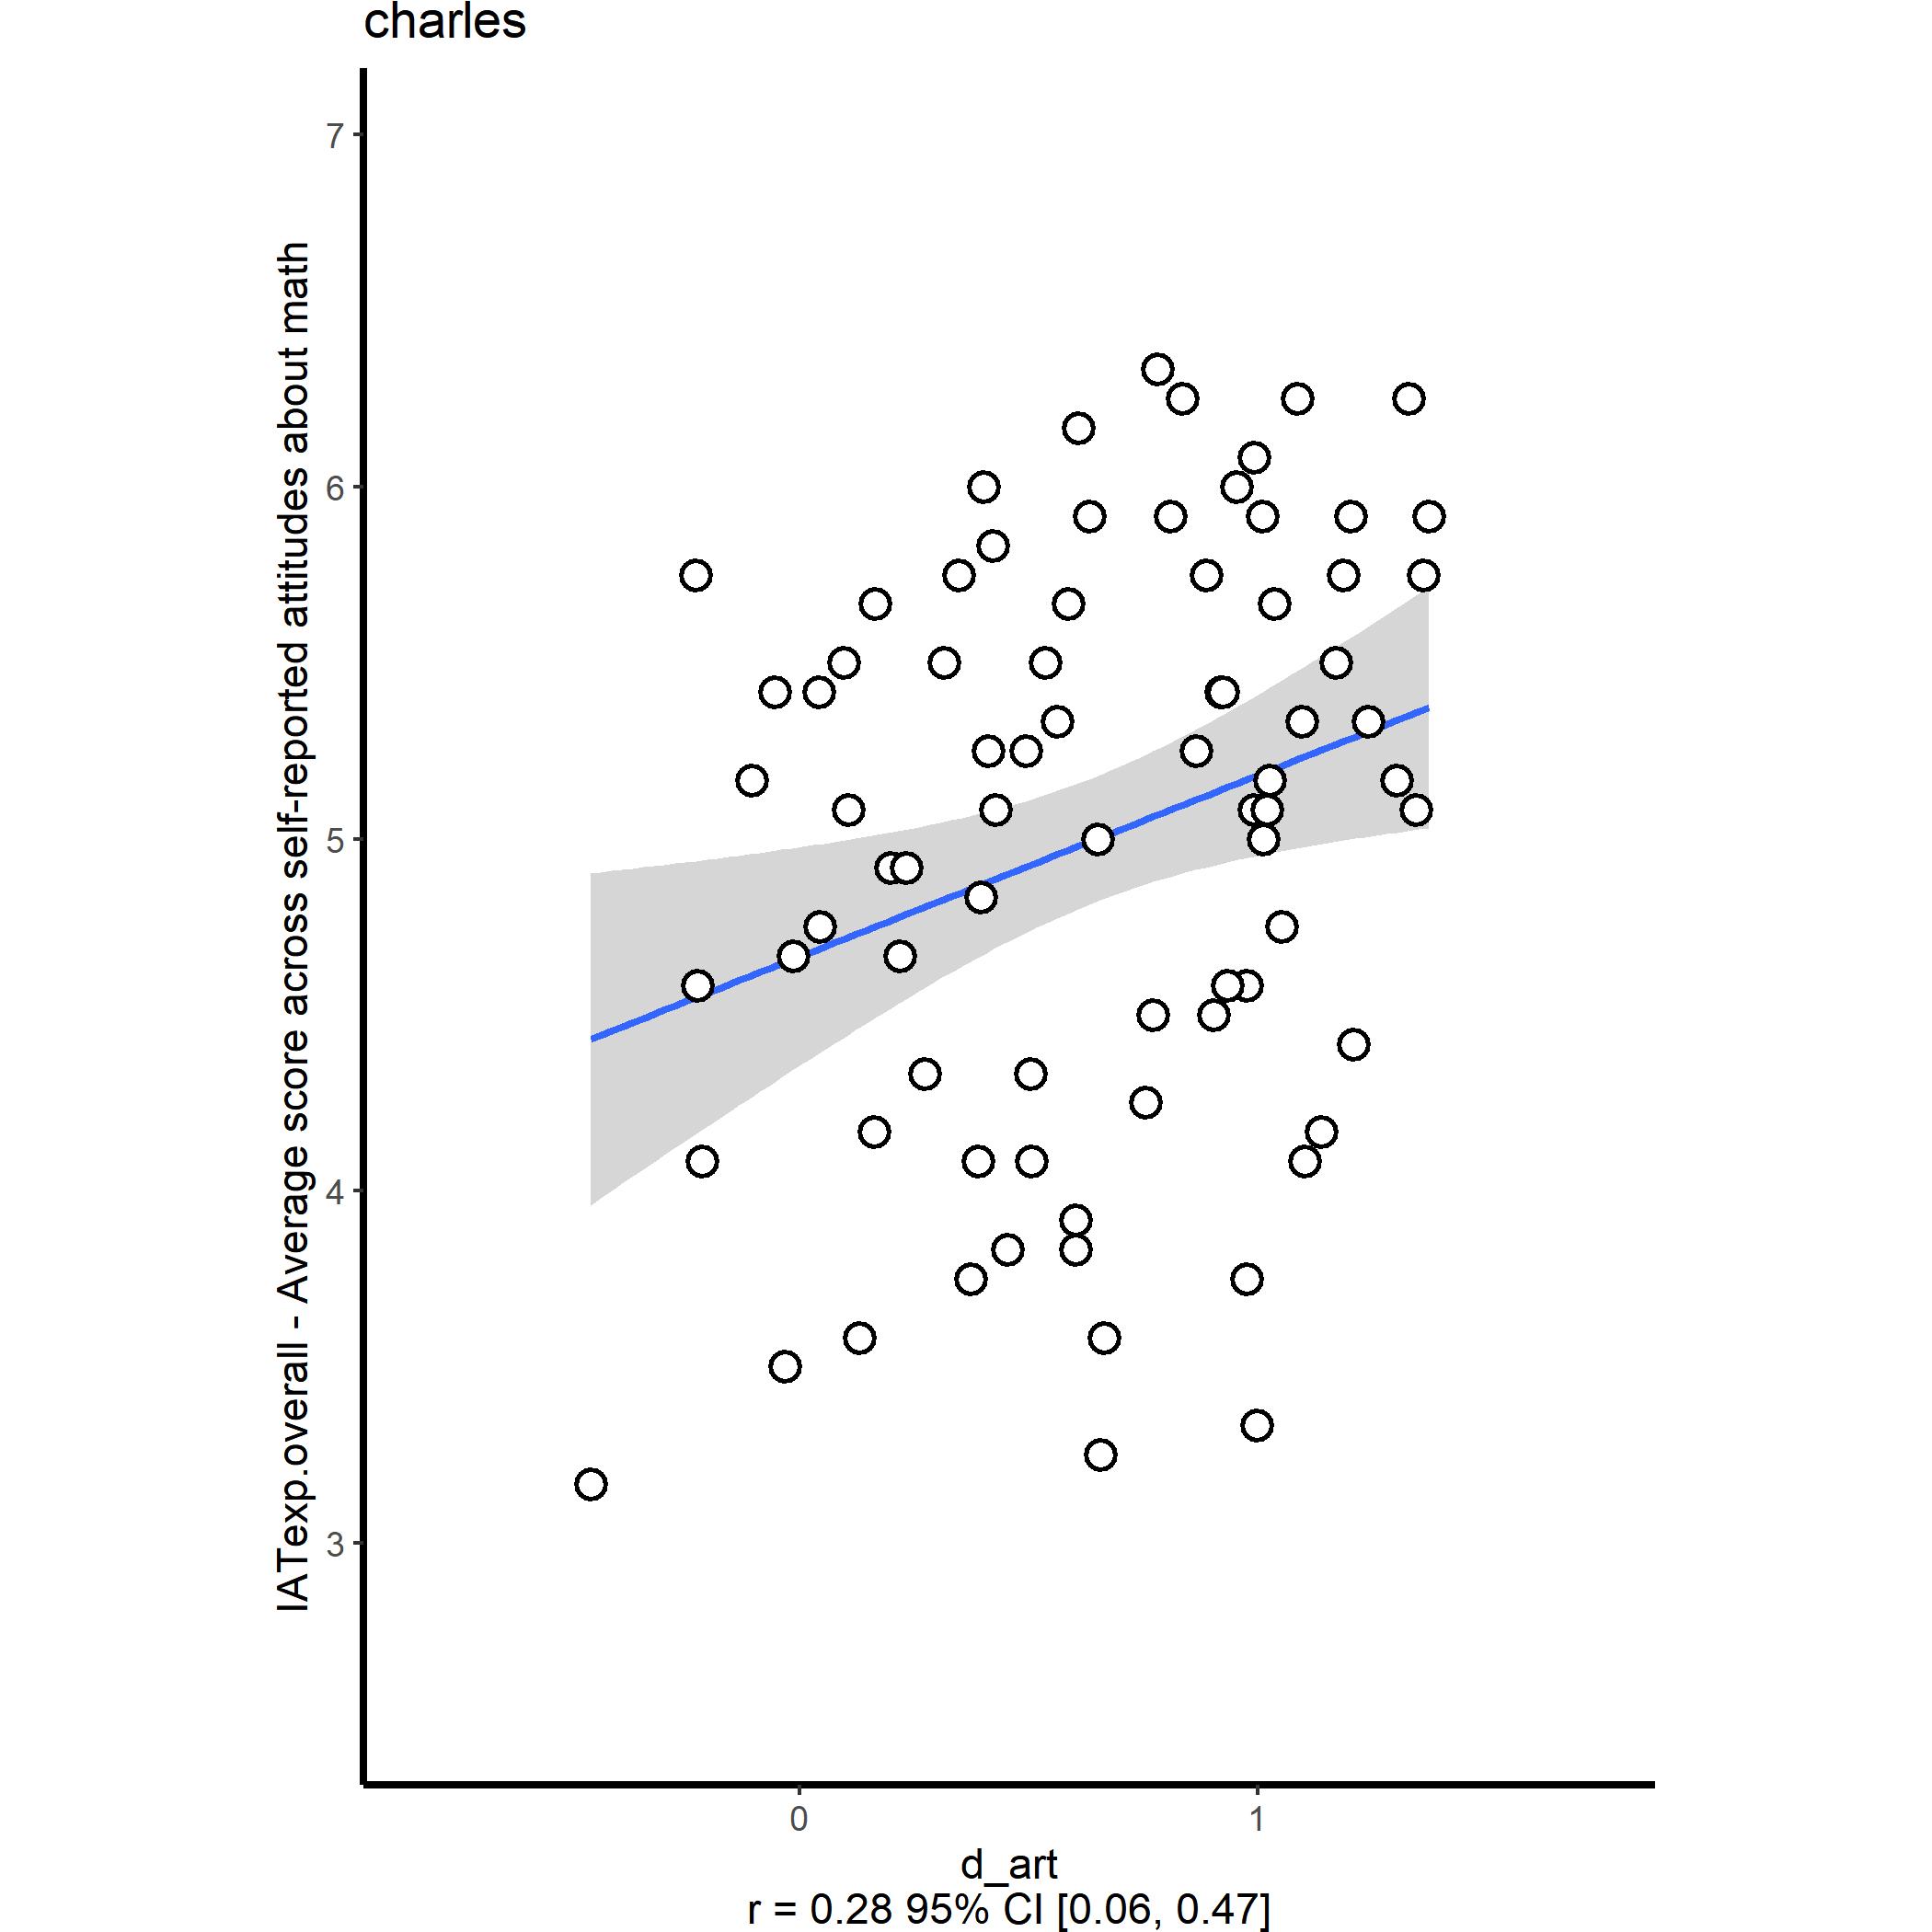 charles
IATexp.overall - Average score across self-reported attitudes about math
7
6
5
4
3
0 1
d_art
r = 0.28 95% CI [0.06, 0.47]